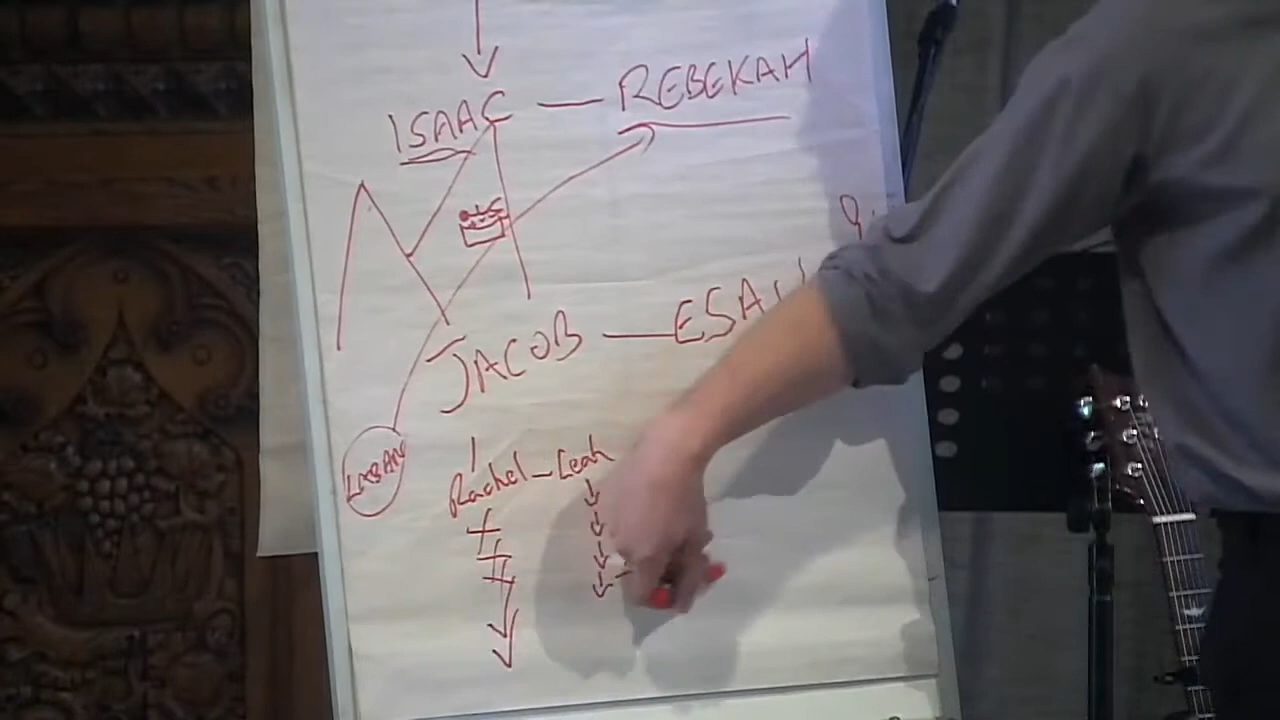 ISAAC — REBEKAH
JACOB — ESAU
LABAN
Rachel — Leah